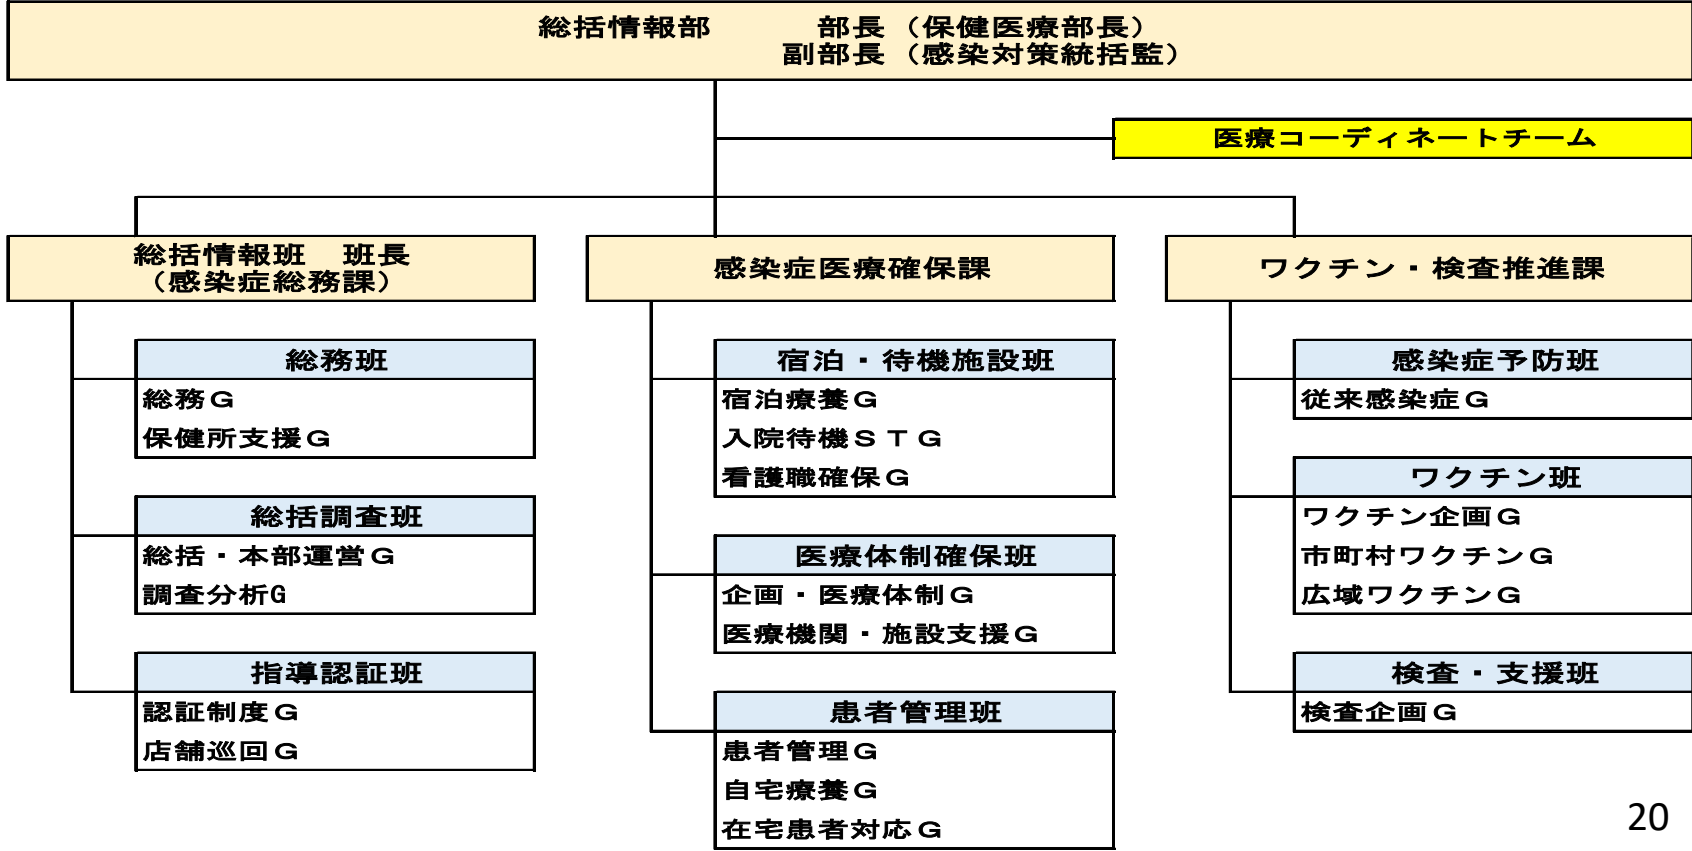 総括情報部　　　部長（保健医療部長）
副部長（感染対策統括監）
医療コーディネートチーム
総括情報班　班長
（感染症総務課）
総務班
総務Ｇ
保健所支援Ｇ
総括調査班
総括・本部運営Ｇ
調査分析G
指導認証班
認証制度Ｇ
店舗巡回Ｇ
感染症医療確保課
宿泊・待機施設班
宿泊療養Ｇ
入院待機ＳＴＧ
看護職確保Ｇ
医療体制確保班
企画・医療体制Ｇ
医療機関・施設支援Ｇ
患者管理班
患者管理Ｇ
自宅療養Ｇ
在宅患者対応Ｇ
ワクチン・検査推進課
感染症予防班
従来感染症Ｇ
ワクチン班
ワクチン企画Ｇ
市町村ワクチンＧ
広域ワクチンＧ
検査・支援班
検査企画Ｇ
20